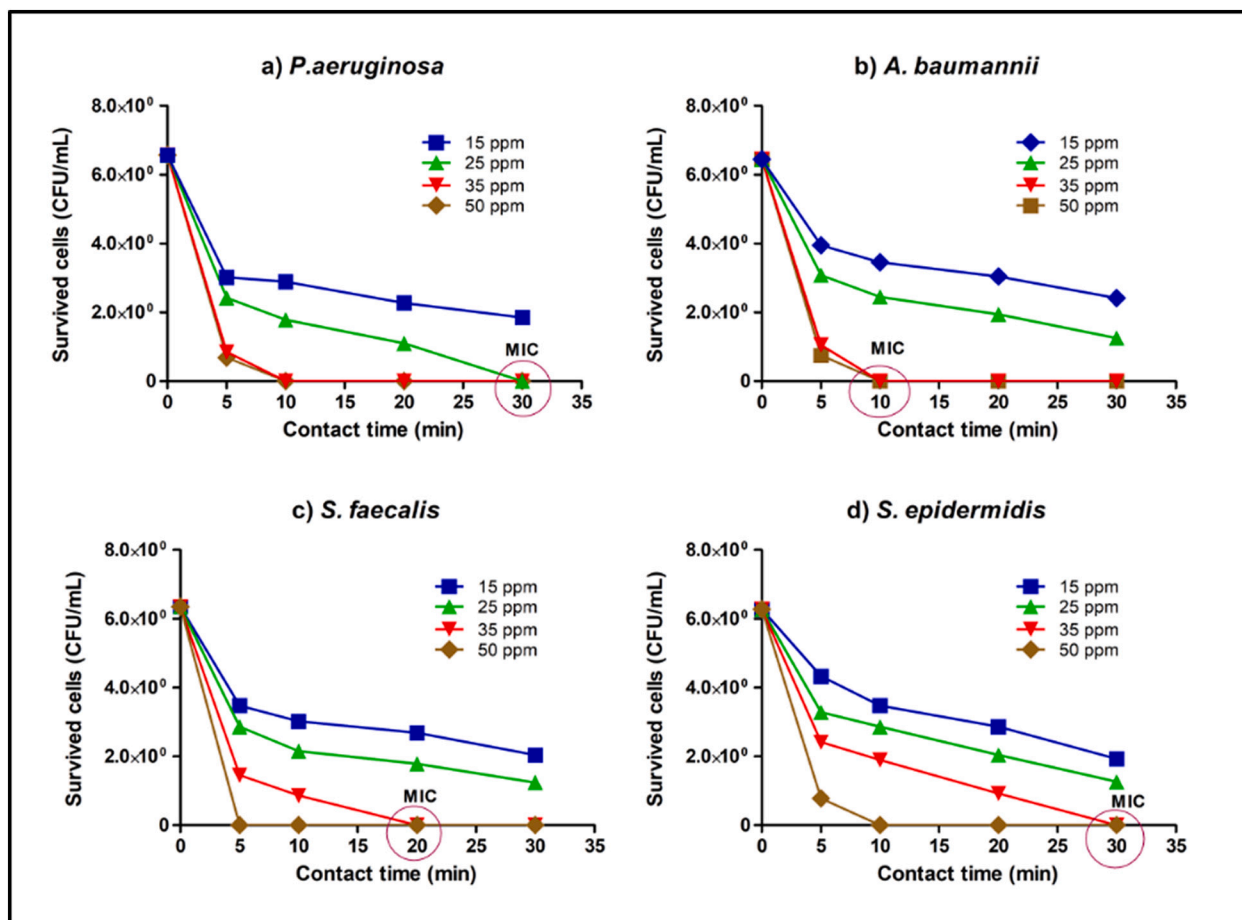 a) P.aeruginosa
8.0×10⁰
6.0×10⁰
4.0×10⁰
2.0×10⁰
0
Survived cells (CFU/mL)
15 ppm
25 ppm
35 ppm
50 ppm
MIC
0 5 10 15 20 25 30 35
Contact time (min)
b) A. baumannii
8.0×10⁰
6.0×10⁰
4.0×10⁰
2.0×10⁰
0
Survived cells (CFU/mL)
15 ppm
25 ppm
35 ppm
50 ppm
MIC
0 5 10 15 20 25 30 35
Contact time (min)
c) S. faecalis
8.0×10⁰
6.0×10⁰
4.0×10⁰
2.0×10⁰
0
Survived cells (CFU/mL)
15 ppm
25 ppm
35 ppm
50 ppm
MIC
0 5 10 15 20 25 30 35
Contact time (min)
d) S. epidermidis
8.0×10⁰
6.0×10⁰
4.0×10⁰
2.0×10⁰
0
Survived cells (CFU/mL)
15 ppm
25 ppm
35 ppm
50 ppm
MIC
0 5 10 15 20 25 30 35
Contact time (min)